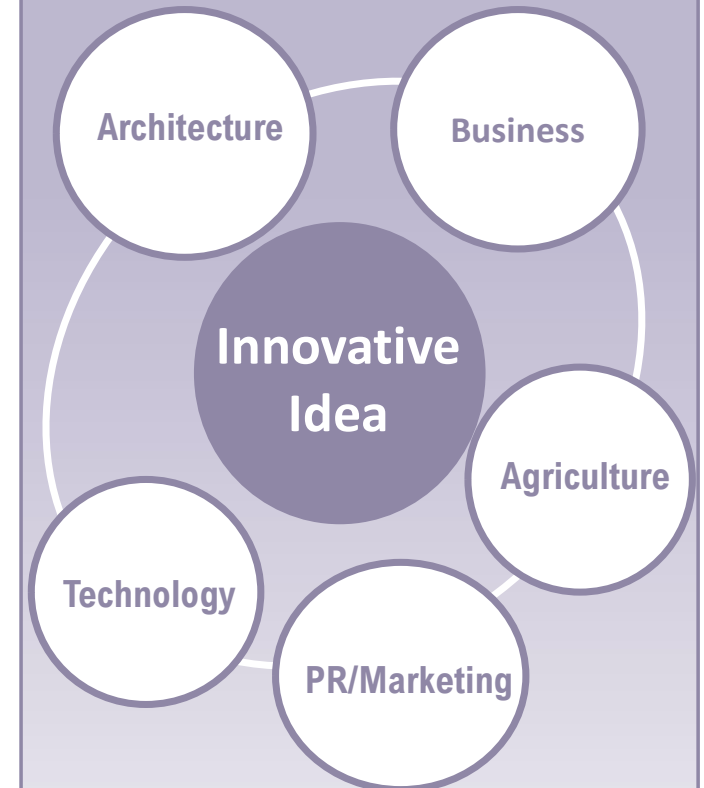 Architecture
Business
Innovative
Idea
Agriculture
Technology
PR/Marketing